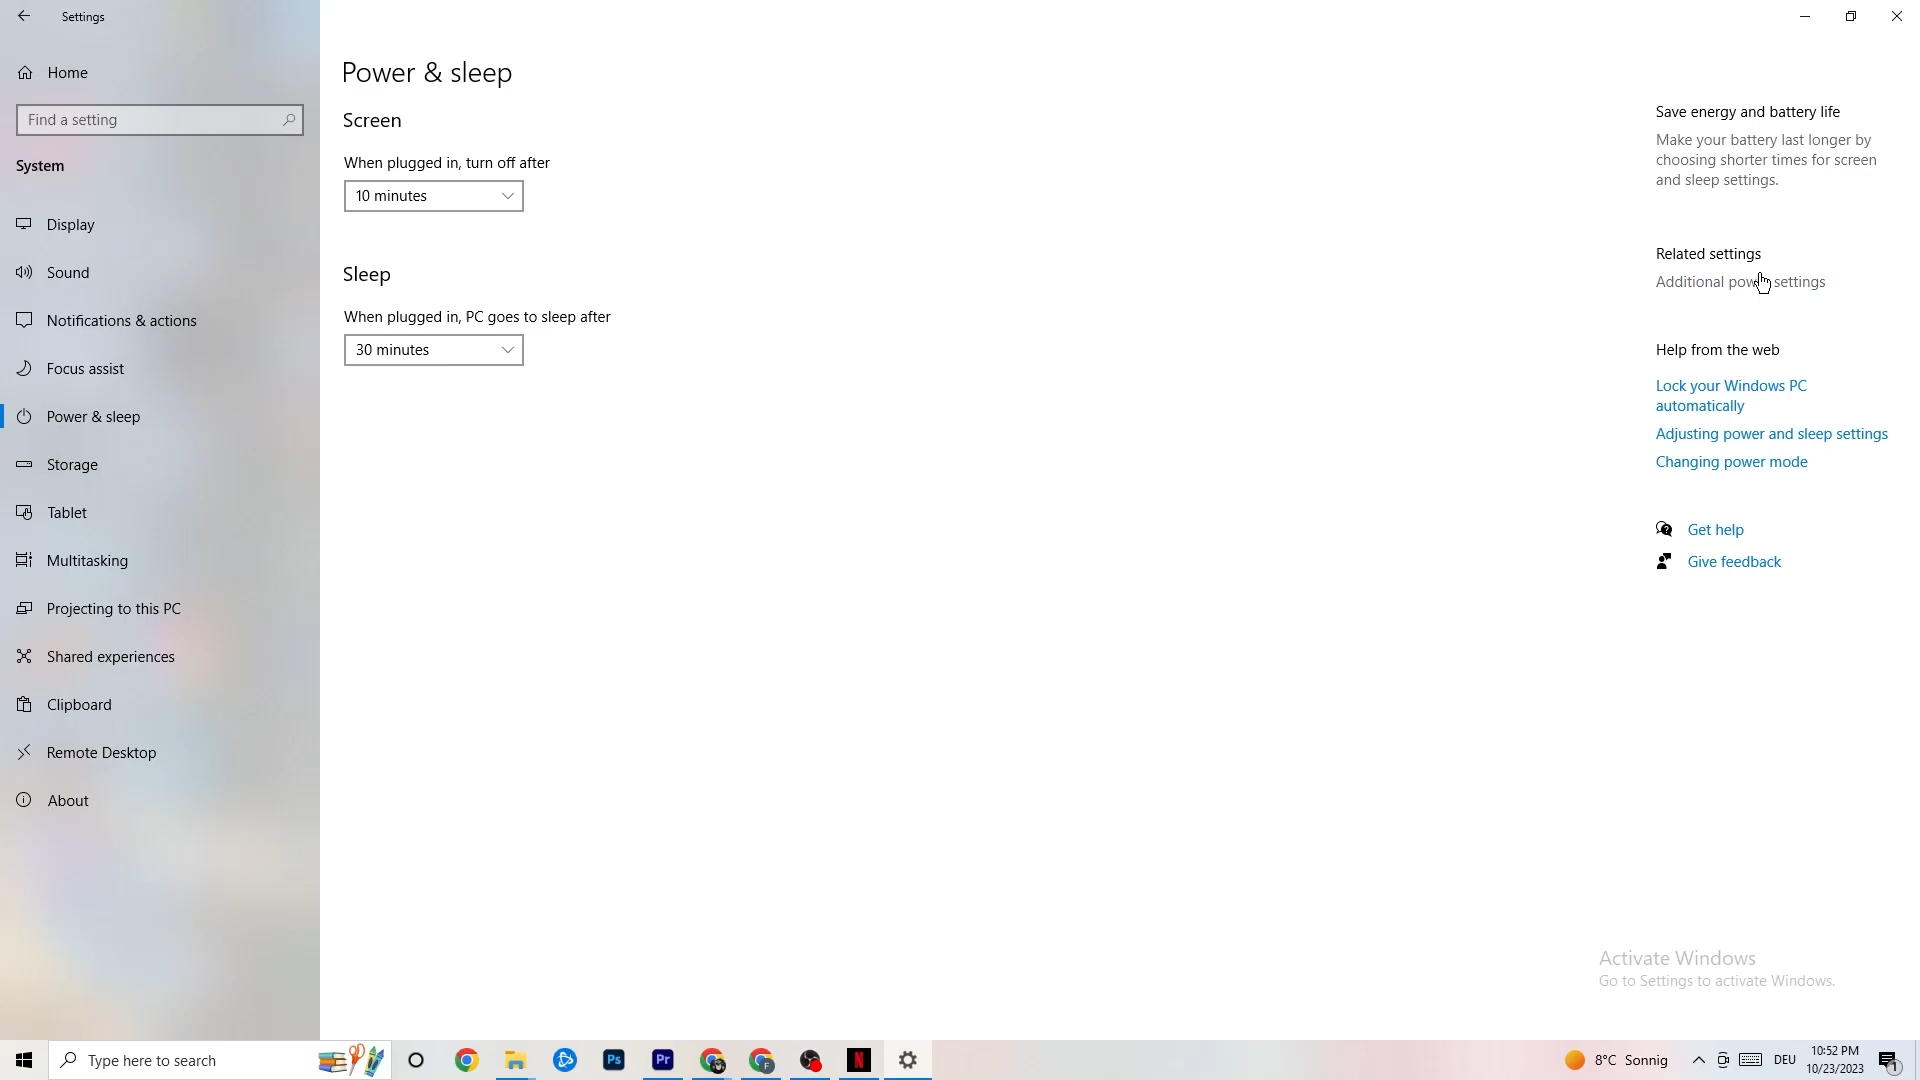 Settings
Home
Find a setting
System
Display
Sound
Notifications & actions
Focus assist
Power & sleep
Storage
Tablet
Multitasking
Projecting to this PC
Shared experiences
Clipboard
Remote Desktop
About
Power & sleep
Screen
When plugged in, turn off after
10 minutes
Sleep
When plugged in, PC goes to sleep after
30 minutes
Save energy and battery life
Make your battery last longer by
choosing shorter times for screen
and sleep settings.
Related settings
Additional power settings
Help from the web
Lock your Windows PC
automatically
Adjusting power and sleep settings
Changing power mode
Get help
Give feedback
Activate Windows
Go to Settings to activate Windows.
Type here to search
Ps
Pr
F
N
8°C Sonnig
DEU
10:52 PM
10/23/2023
1